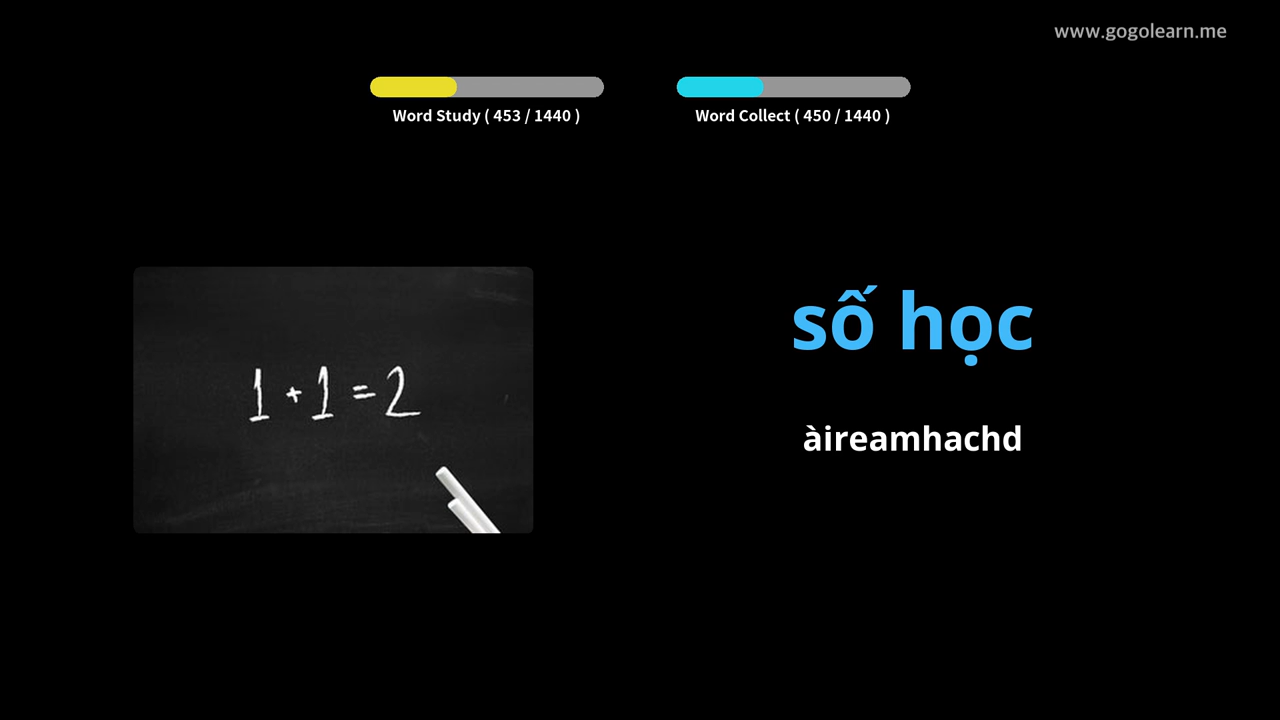 www.gogolearn.me
Word Study ( 453 / 1440 )
Word Collect ( 450 / 1440 )
1 + 1 = 2
số học
àireamhachd